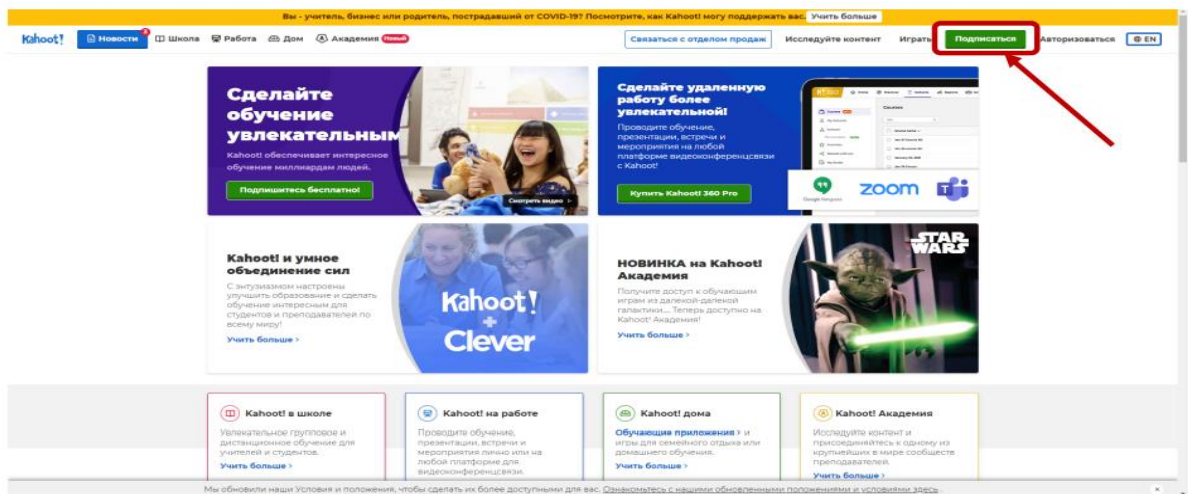 Вы - учитель, бизнес или родитель, пострадавший от COVID-19? Посмотрите, как Kahoot! могу поддержать вас. Учить больше
Kahoot! Новости Школа Работа Дом Академия Новый Связаться с отделом продаж Исследуйте контент Играть Подписаться Авторизоваться EN
Сделайте
обучение
увлекательным
Kahoot! обеспечивает интересное
обучение миллиардам людей.
Подпишитесь бесплатно!
Смотреть видео
Сделайте удаленную
работу более
увлекательной!
Проводите обучение,
презентации, встречи и
мероприятия на любой
платформе видеоконференцсвязи
с Kahoot!
Купить Kahoot! 360 Pro
Courses
Google Hangouts
zoom
Kahoot! и умное
объединение сил
С энтузиазмом настроены
улучшить образование и сделать
обучение интересным для
студентов и преподавателей по
всему миру!
Учить больше >
Kahoot!
+
Clever
НОВИНКА на Kahoot!
Академия
Получите доступ к обучающим
играм из далекой-далекой
галактики... Теперь доступно на
Kahoot! Академия!
Учить больше >
STAR
WARS
Kahoot! в школе
Увлекательное групповое и
дистанционное обучение для
учителей и студентов.
Учить больше >
Kahoot! на работе
Проводите обучение,
презентации, встречи и
мероприятия лично или на
любой платформе для
видеоконференцсвязи.
Kahoot! дома
Обучающие приложения > и
игры для семейного отдыха или
домашнего обучения.
Учить больше >
Kahoot! Академия
Исследуйте контент и
присоединяйтесь к одному из
крупнейших в мире сообществ
преподавателей.
Учить больше >
Мы обновили наши Условия и положения, чтобы сделать их более доступными для вас. Ознакомьтесь с нашими обновленными положениями и условиями здесь.